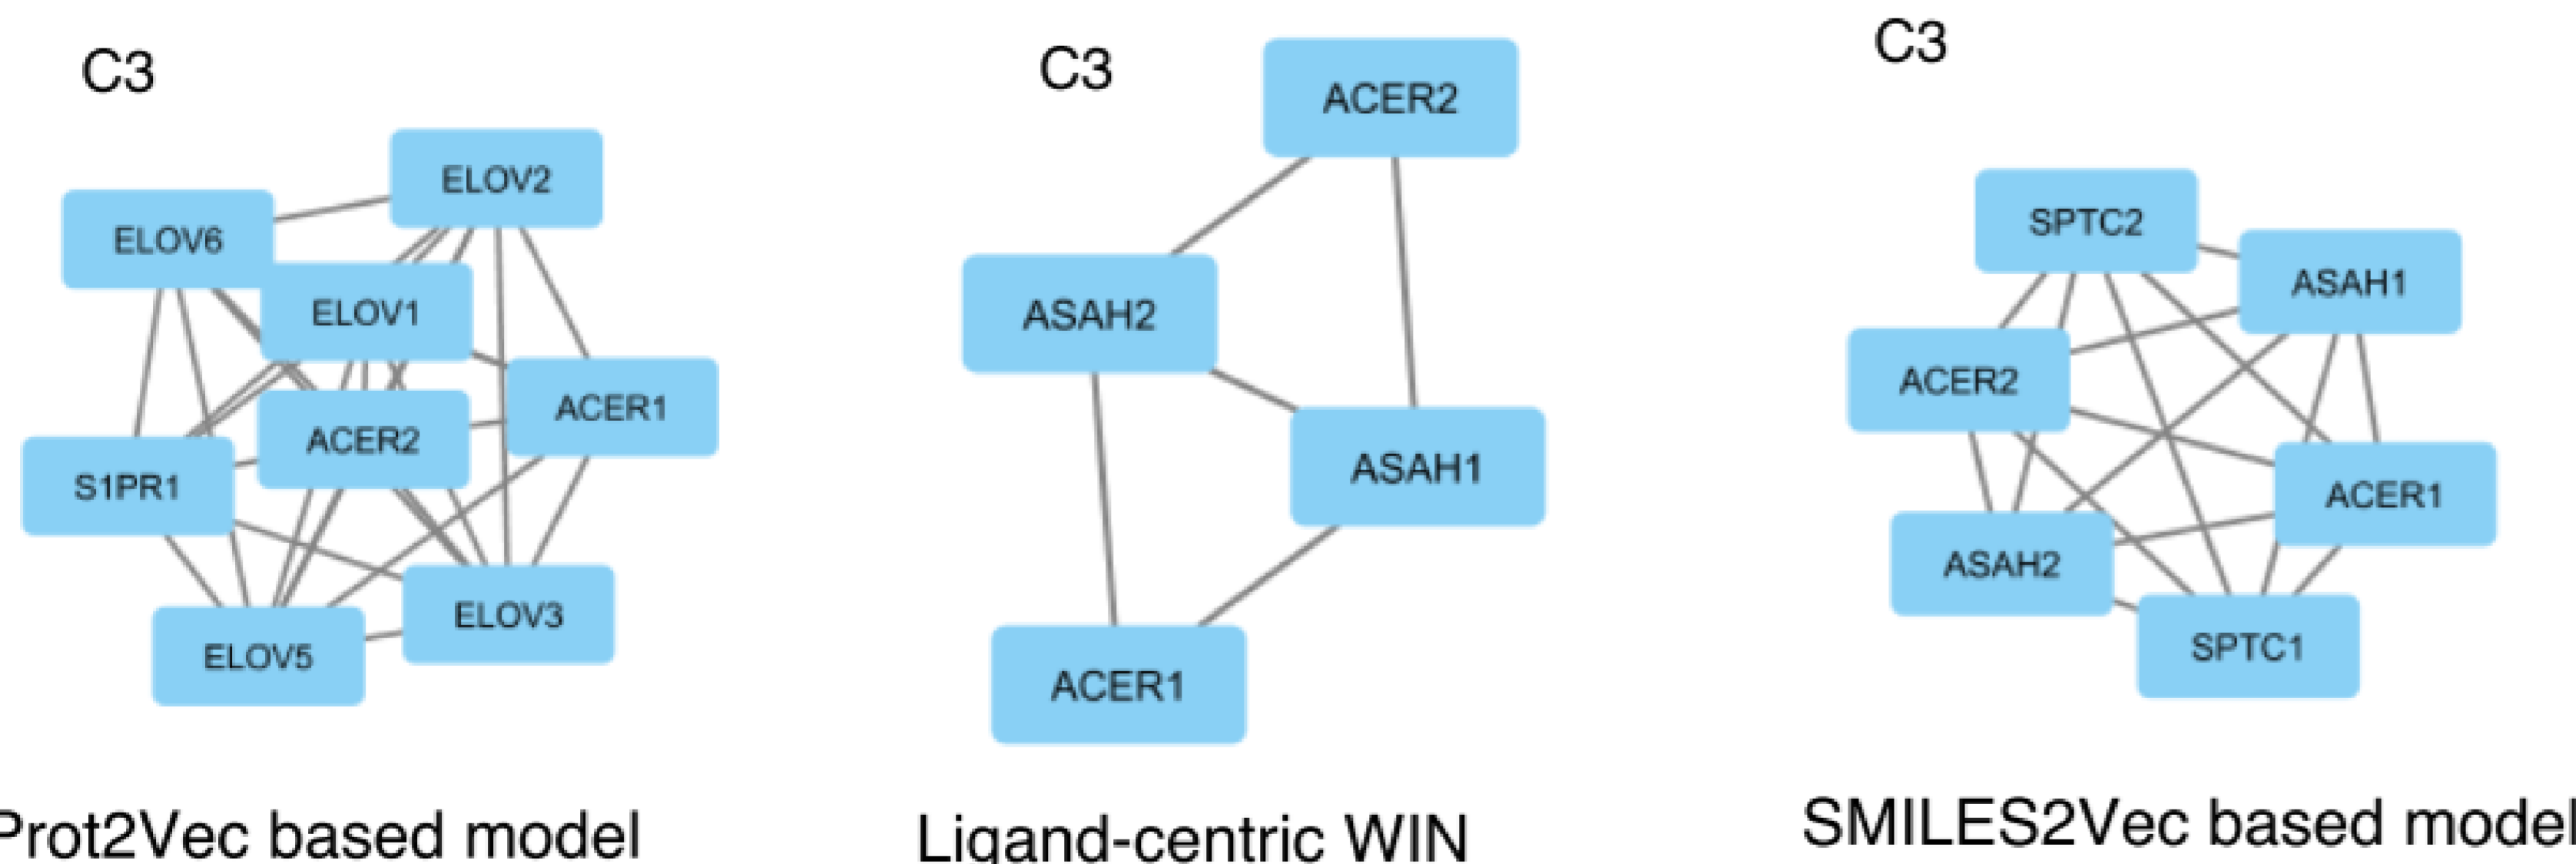 C3
ELOV2
ELOV6
ELOV1
ACER1
ACER2
S1PR1
ELOV3
ELOV5
Prot2Vec based model
C3
ACER2
ASAH2
ASAH1
ACER1
Ligand-centric WIN
C3
SPTC2
ASAH1
ACER2
ACER1
ASAH2
SPTC1
SMILES2Vec based model